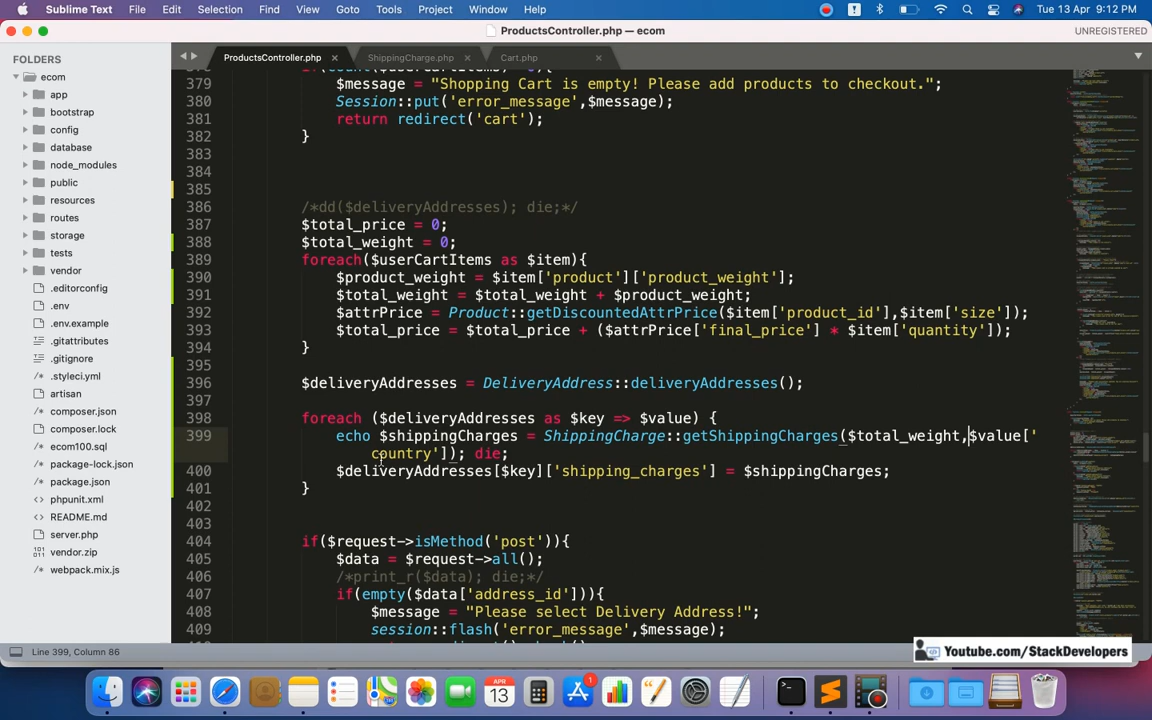 Sublime Text File Edit Selection Find View Goto Tools Project Window Help Tue 13 Apr 9:12 PM
ProductsController.php — ecom UNREGISTERED
FOLDERS
ecom
app
bootstrap
config
database
node_modules
public
resources
routes
storage
tests
vendor
.editorconfig
.env
.env.example
.gitattributes
.gitignore
.styleci.yml
artisan
composer.json
composer.lock
ecom100.sql
package-lock.json
package.json
phpunit.xml
README.md
server.php
vendor.zip
webpack.mix.js
ProductsController.php ShippingCharge.php Cart.php
379 $message = "Shopping Cart is empty! Please add products to checkout.";
380 Session::put('error_message',$message);
381 return redirect('cart');
382 }
383
384
385
386 /*dd($deliveryAddresses); die;*/
387 $total_price = 0;
388 $total_weight = 0;
389 foreach($userCartItems as $item){
390 $product_weight = $item['product']['product_weight'];
391 $total_weight = $total_weight + $product_weight;
392 $attrPrice = Product::getDiscountedAttrPrice($item['product_id'],$item['size']);
393 $total_price = $total_price + ($attrPrice['final_price'] * $item['quantity']);
394 }
395
396 $deliveryAddresses = DeliveryAddress::deliveryAddresses();
397
398 foreach ($deliveryAddresses as $key => $value) {
399 echo $shippingCharges = ShippingCharge::getShippingCharges($total_weight,$value['
country']); die;
400 $deliveryAddresses[$key]['shipping_charges'] = $shippingCharges;
401 }
402
403
404 if($request->isMethod('post')){
405 $data = $request->all();
406 /*print_r($data); die;*/
407 if(empty($data['address_id'])){
408 $message = "Please select Delivery Address!";
409 session::flash('error_message',$message);
Line 399, Column 86
Youtube.com/StackDevelopers
APR
13
1